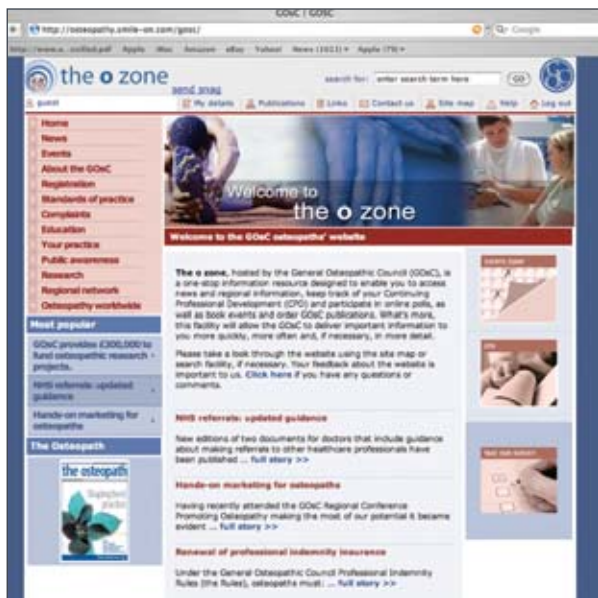 GOsC | GOSC
http://osteopathy.smile-on.com/gosc/
Google
Apple Mac Amazon eBay Yahoo! News (1021) Apple (79)
the o zone
send snag
search for: enter search term here GO
guest
My details Publications Links Contact us Site map Help Log out
Home
News
Events
About the GOsC
Registration
Standards of practice
Complaints
Education
Your practice
Public awareness
Research
Regional network
Osteopathy worldwide
Most popular
GOsC provides £300,000 to
fund osteopathic research
projects.
NHS referrals: updated
guidance
Hands-on marketing for
osteopaths
The Osteopath
the osteopath
Welcome to
the o zone
Welcome to the GOsC osteopaths' website
The o zone, hosted by the General Osteopathic Council (GOsC), is
a one-stop information resource designed to enable you to access
news and regional information, keep track of your Continuing
Professional Development (CPD) and participate in online polls, as
well as book events and order GOsC publications. What's more,
this facility will allow the GOsC to deliver important information to
you more quickly, more often and, if necessary, in more detail.
Please take a look through the website using the site map or
search facility, if necessary. Your feedback about the website is
important to us. Click here if you have any questions or
comments.
NHS referrals: updated guidance
New editions of two documents for doctors that include guidance
about making referrals to other healthcare professionals have
been published ... full story >>
Hands-on marketing for osteopaths
Having recently attended the GOsC Regional Conference
Promoting Osteopathy making the most of our potential it became
evident ... full story >>
Renewal of professional indemnity insurance
Under the General Osteopathic Council Professional Indemnity
Rules (the Rules), osteopaths must: ... full story >>
CPD